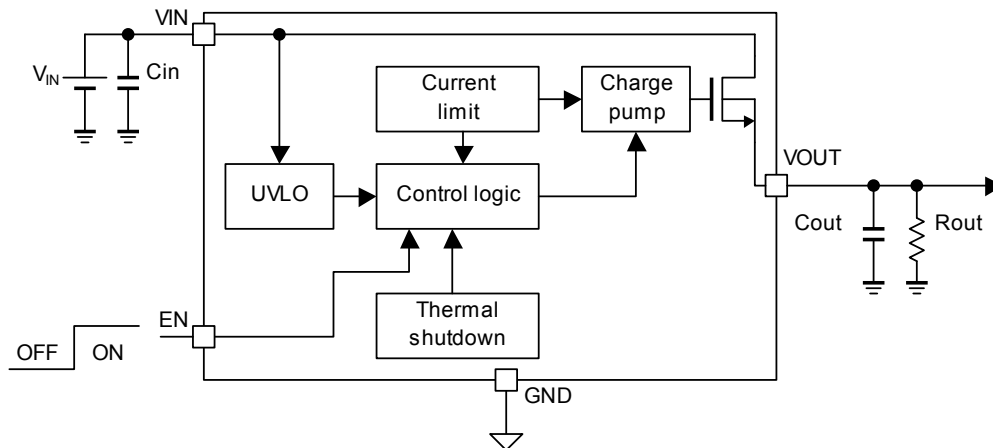 VIN
VIN
Cin
Current
limit
Charge
pump
VOUT
UVLO
Control logic
Cout
Rout
Thermal
shutdown
EN
OFF
ON
GND